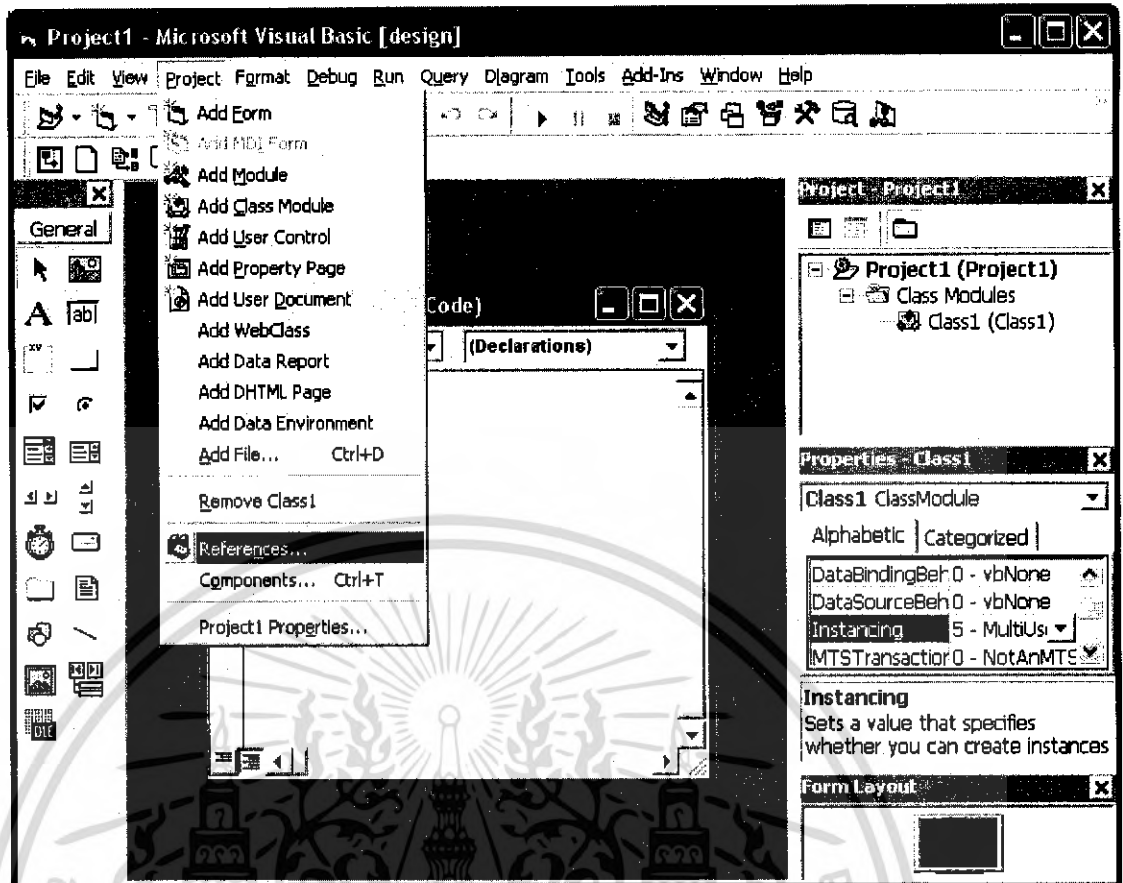 Project1 - Microsoft Visual Basic [design]
File Edit View Project Format Debug Run Query Diagram Tools Add-Ins Window Help
Add Form
Add MDI Form
Add Module
Add Class Module
Add User Control
Add Property Page
Add User Document
Add WebClass
Add Data Report
Add DHTML Page
Add Data Environment
Add File... Ctrl+D
Remove Class1
References...
Components... Ctrl+T
Project1 Properties...
General
A ab|
xy
OLE
Code)
(Declarations)
Project - Project1
Project1 (Project1)
Class Modules
Class1 (Class1)
Properties - Class1
Class1 ClassModule
Alphabetic Categorized
DataBindingBeh 0 - vbNone
DataSourceBeh 0 - vbNone
Instancing 5 - MultiUs
MTSTransaction 0 - NotAnMTS
Instancing
Sets a value that specifies
whether you can create instances
Form Layout